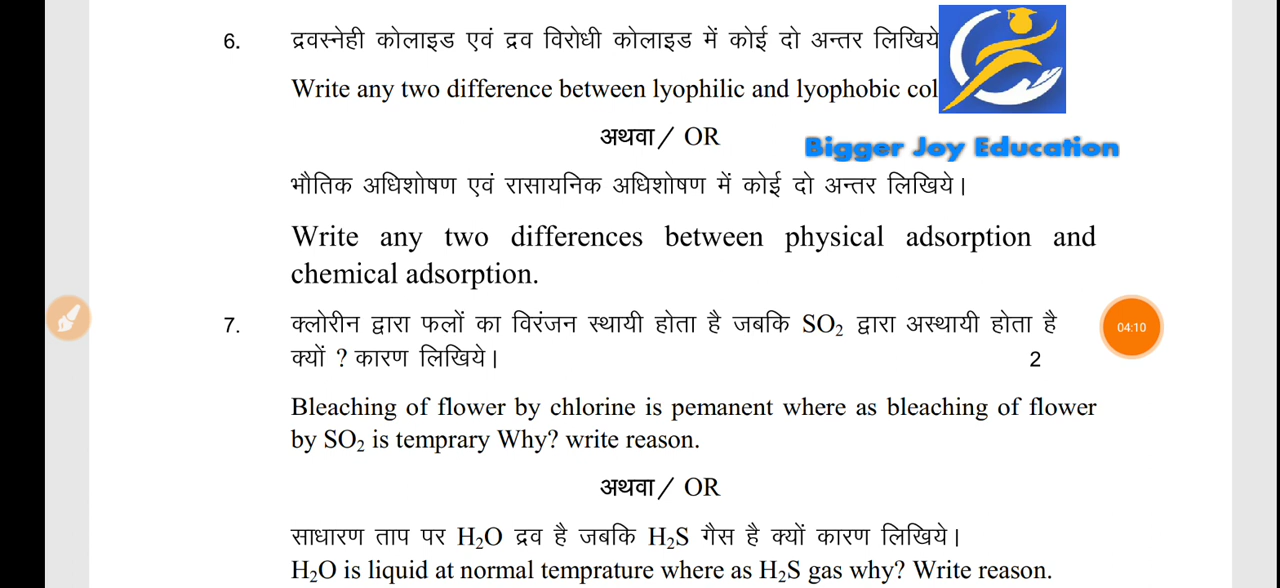 6. द्रवस्नेही कोलाइड एवं द्रव विरोधी कोलाइड में कोई दो अन्तर लिखिये
Write any two difference between lyophilic and lyophobic col
अथवा / OR
Bigger Joy Education
भौतिक अधिशोषण एवं रासायनिक अधिशोषण में कोई दो अन्तर लिखिये।
Write any two differences between physical adsorption and
chemical adsorption.
7. क्लोरीन द्वारा फलों का विरंजन स्थायी होता है जबकि SO₂ द्वारा अस्थायी होता है
04:10
क्यों ? कारण लिखिये। 2
Bleaching of flower by chlorine is pemanent where as bleaching of flower
by SO₂ is temprary Why? write reason.
अथवा / OR
साधारण ताप पर H₂O द्रव है जबकि H₂S गैस है क्यों कारण लिखिये।
H₂O is liquid at normal temprature where as H₂S gas why? Write reason.